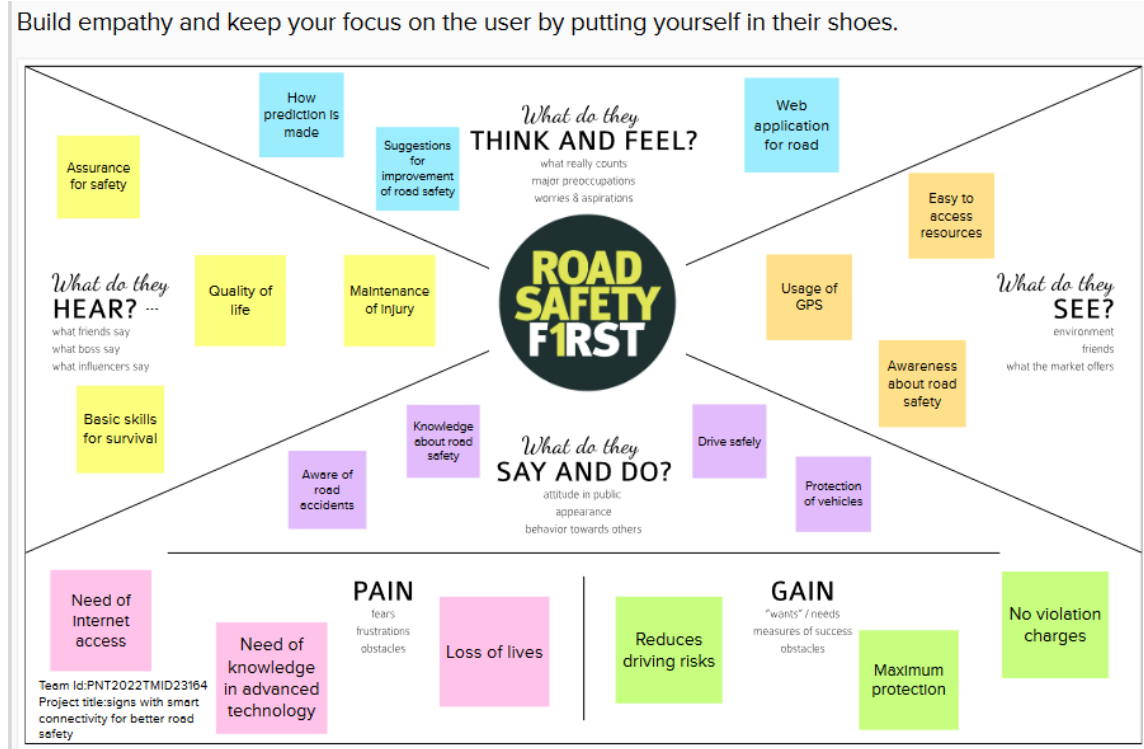 Build empathy and keep your focus on the user by putting yourself in their shoes.
How
prediction is
made
Suggestions
for
improvement
of road safety
What do they
THINK AND FEEL?
what really counts
major preoccupations
worries & aspirations
Web
application
for road
Assurance
for safety
What do they
HEAR? ...
what friends say
what boss say
what influencers say
Quality of
life
Maintenance
of injury
Basic skills
for survival
ROAD
SAFETY
F1RST
Easy to
access
resources
Usage of
GPS
What do they
SEE?
environment
friends
what the market offers
Awareness
about road
safety
Knowledge
about road
safety
Aware of
road
accidents
What do they
SAY AND DO?
attitude in public
appearance
behavior towards others
Drive safely
Protection
of vehicles
Need of
Internet
access
Need of
knowledge
in advanced
technology
PAIN
fears
frustrations
obstacles
Loss of lives
Team Id:PNT2022TMID23164
Project title:signs with smart
connectivity for better road
safety
Reduces
driving risks
GAIN
"wants" / needs
measures of success
obstacles
Maximum
protection
No violation
charges